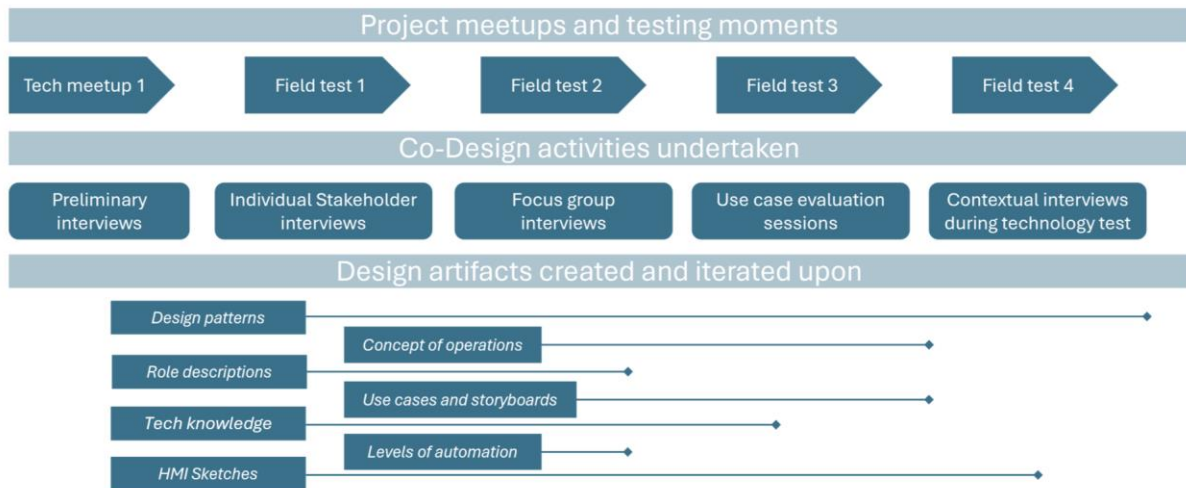 Project meetups and testing moments
Tech meetup 1
Field test 1
Field test 2
Field test 3
Field test 4
Co-Design activities undertaken
Preliminary
interviews
Individual Stakeholder
interviews
Focus group
interviews
Use case evaluation
sessions
Contextual interviews
during technology test
Design artifacts created and iterated upon
Design patterns
Concept of operations
Role descriptions
Use cases and storyboards
Tech knowledge
Levels of automation
HMI Sketches